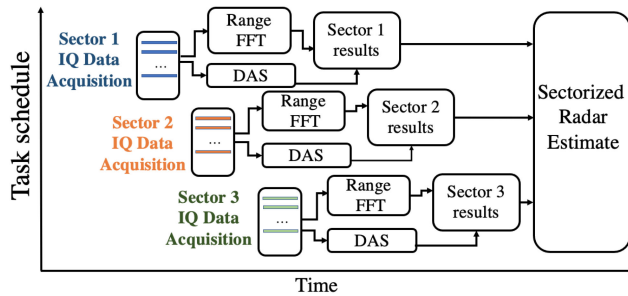 Task schedule
Sector 1
IQ Data
Acquisition
...
Range
FFT
DAS
Sector 1
results
Sector 2
IQ Data
Acquisition
...
Range
FFT
DAS
Sector 2
results
Sector 3
IQ Data
Acquisition
...
Range
FFT
DAS
Sector 3
results
Sectorized
Radar
Estimate
Time